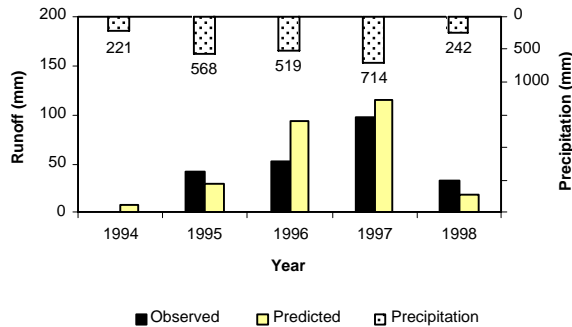 200
150
100
50
0
Runoff (mm)
221
568
519
714
242
0
500
1000
Precipitation (mm)
1994 1995 1996 1997 1998
Year
Observed Predicted Precipitation